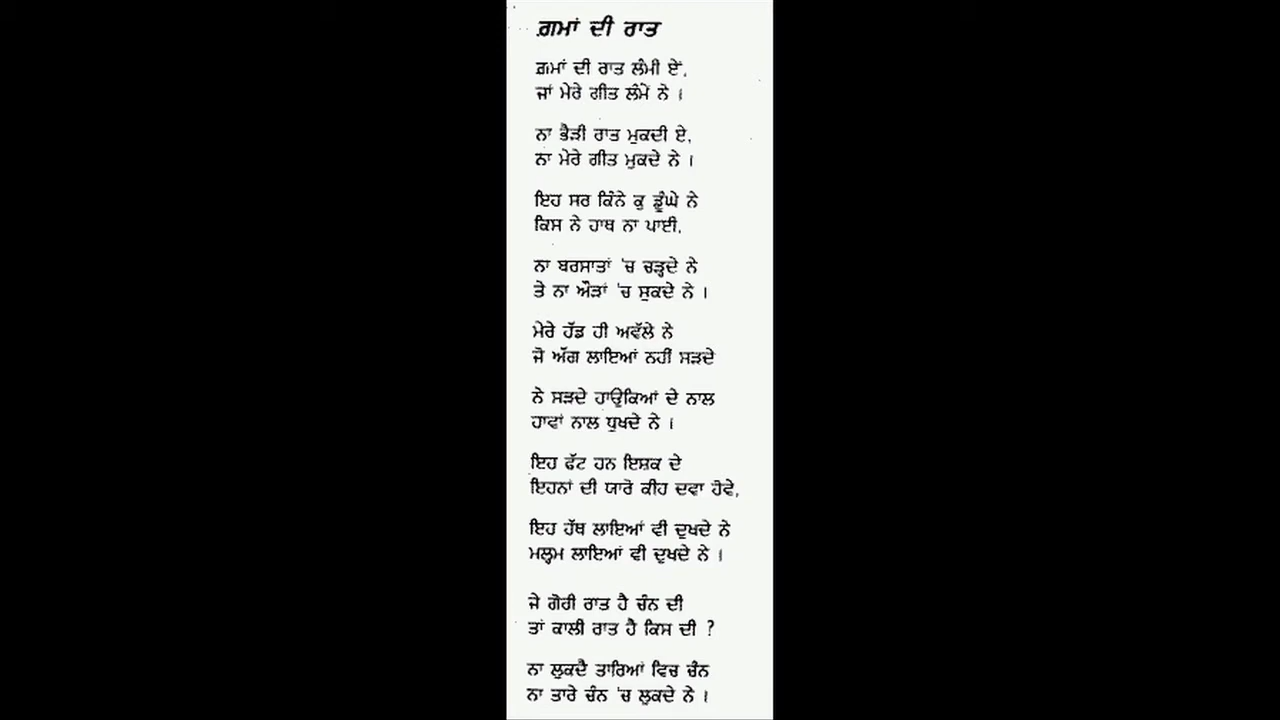 ਗ਼ਮਾਂ ਦੀ ਰਾਤ
ਗ਼ਮਾਂ ਦੀ ਰਾਤ ਲੰਮੀ ਏਂ,
ਜਾਂ ਮੇਰੇ ਗੀਤ ਲੰਮੇਂ ਨੇ ।
ਨਾ ਭੈੜੀ ਰਾਤ ਮੁਕਦੀ ਏ,
ਨਾ ਮੇਰੇ ਗੀਤ ਮੁਕਦੇ ਨੇ ।
ਇਹ ਸਰ ਕਿੰਨੇ ਕੁ ਡੂੰਘੇ ਨੇ
ਕਿਸ ਨੇ ਹਾਥ ਨਾ ਪਾਈ,
ਨਾ ਬਰਸਾਤਾਂ 'ਚ ਚੜ੍ਹਦੇ ਨੇ
ਤੇ ਨਾ ਔੜਾਂ 'ਚ ਸੁਕਦੇ ਨੇ ।
ਮੇਰੇ ਹੱਡ ਹੀ ਅਵੱਲੇ ਨੇ
ਜੋ ਅੱਗ ਲਾਇਆਂ ਨਹੀਂ ਸੜਦੇ
ਨੇ ਸੜਦੇ ਹਾਉਕਿਆਂ ਦੇ ਨਾਲ
ਹਾਵਾਂ ਨਾਲ ਧੁਖਦੇ ਨੇ ।
ਇਹ ਫੱਟ ਹਨ ਇਸ਼ਕ ਦੇ
ਇਹਨਾਂ ਦੀ ਯਾਰੋ ਕੀਹ ਦਵਾ ਹੋਵੇ,
ਇਹ ਹੱਥ ਲਾਇਆਂ ਵੀ ਦੁਖਦੇ ਨੇ
ਮਲ੍ਹਮ ਲਾਇਆਂ ਵੀ ਦੁਖਦੇ ਨੇ ।
ਜੇ ਗੋਰੀ ਰਾਤ ਹੈ ਚੰਨ ਦੀ
ਤਾਂ ਕਾਲੀ ਰਾਤ ਹੈ ਕਿਸ ਦੀ ?
ਨਾ ਲੁਕਦੈ ਤਾਰਿਆਂ ਵਿਚ ਚੰਨ
ਨਾ ਤਾਰੇ ਚੰਨ 'ਚ ਲੁਕਦੇ ਨੇ ।